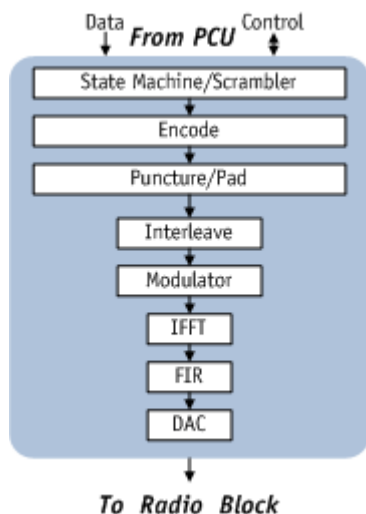 Data
Control
From PCU
State Machine/Scrambler
Encode
Puncture/Pad
Interleave
Modulator
IFFT
FIR
DAC
To Radio Block